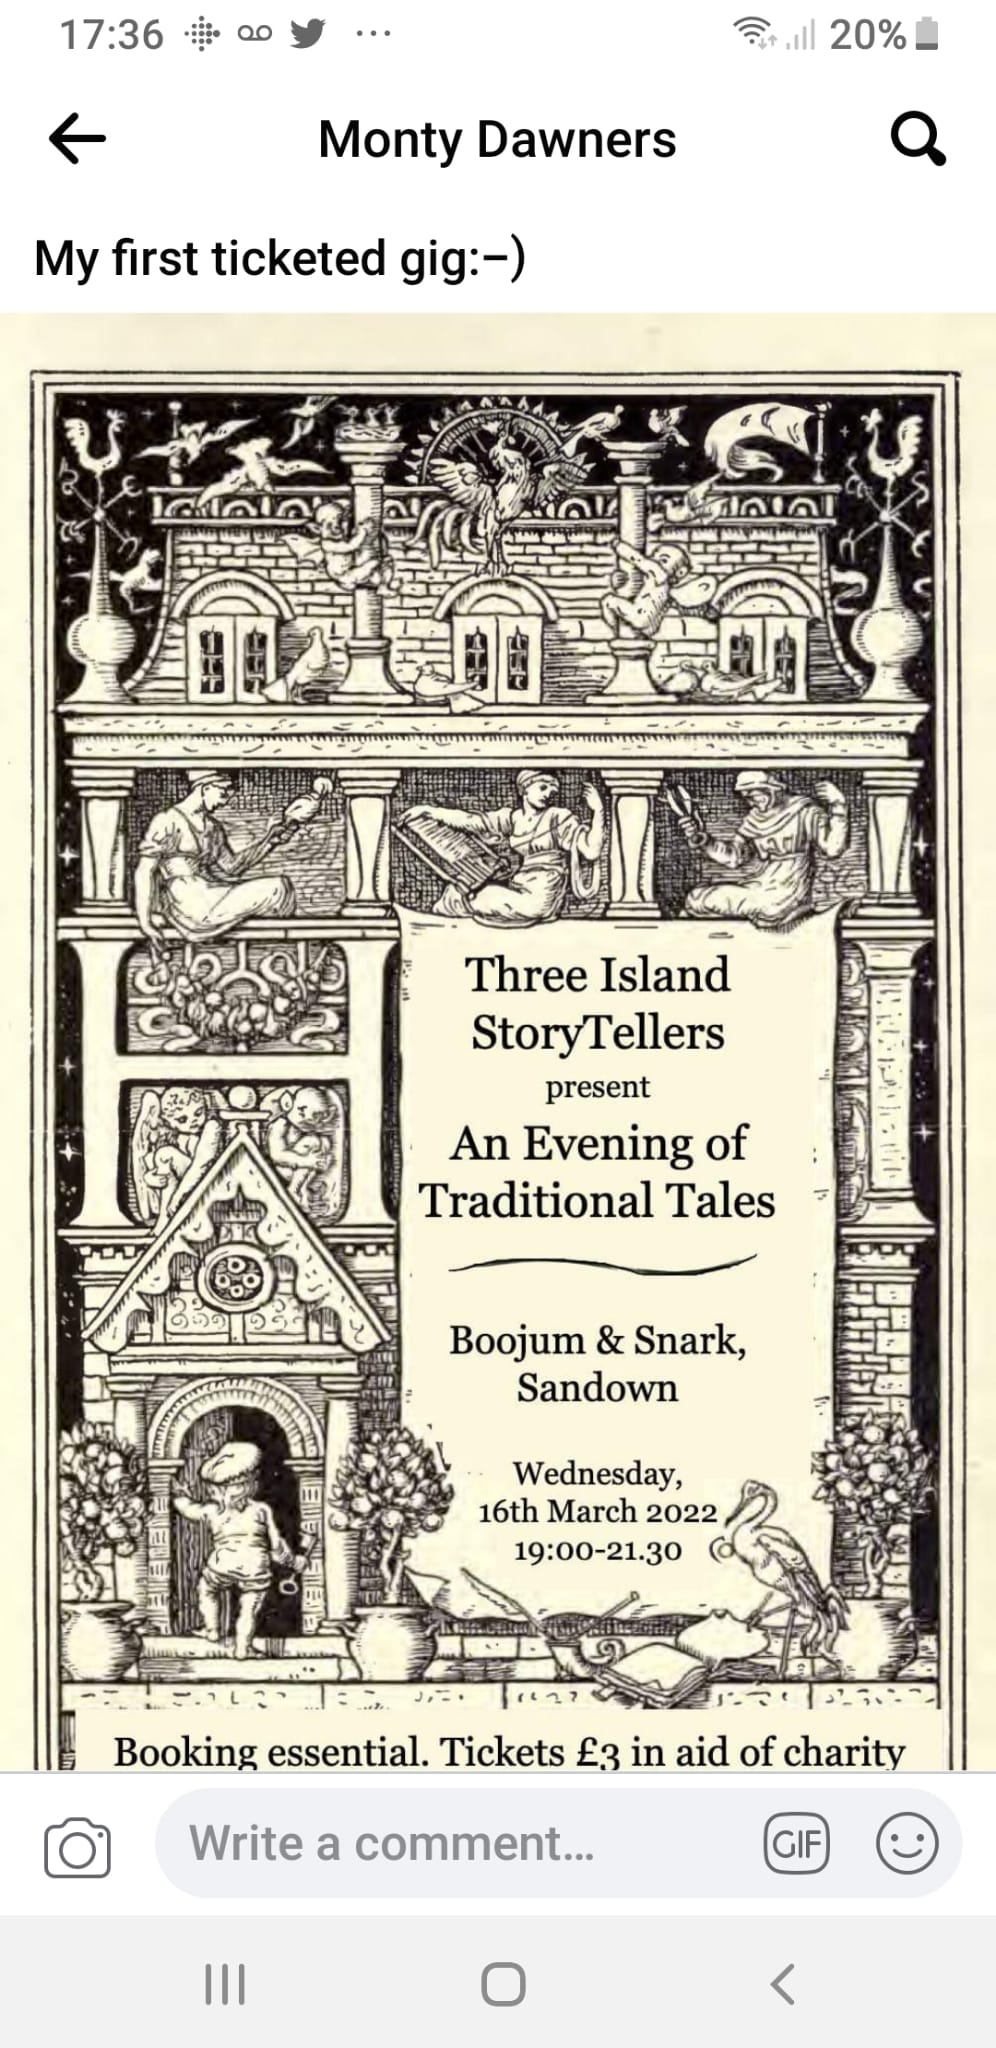 17:36
20%
Monty Dawners
My first ticketed gig:-)
Three Island
StoryTellers
present
An Evening of
Traditional Tales
Boojum & Snark,
Sandown
Wednesday,
16th March 2022
19:00-21.30
Booking essential. Tickets £3 in aid of charity
Write a comment...
GIF